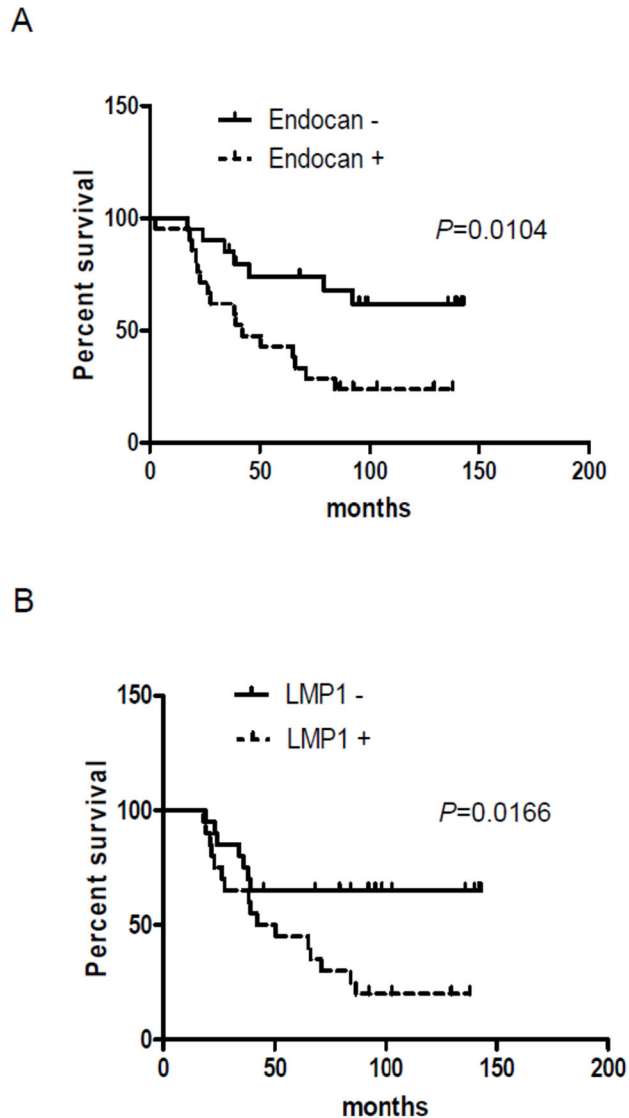 A
150
Endocan -
Endocan +
100
P=0.0104
Percent survival
50
0
0 50 100 150 200
months
B
150
LMP1 -
LMP1 +
100
P=0.0166
Percent survival
50
0
0 50 100 150 200
months